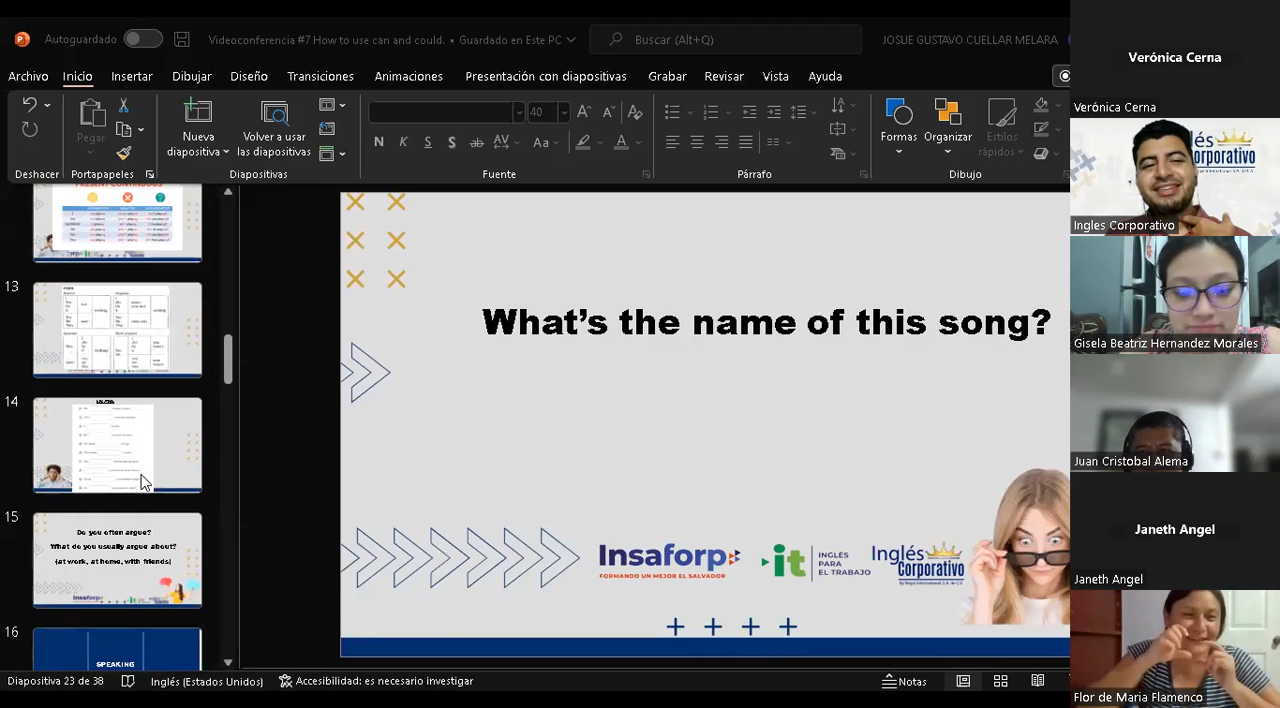 Autoguardado
Videoconferencia #7 How to use can and could. • Guardado en Este PC
Buscar (Alt+Q)
JOSUE GUSTAVO CUELLAR MELARA
Archivo Inicio Insertar Dibujar Diseño Transiciones Animaciones Presentación con diapositivas Grabar Revisar Vista Ayuda
Pegar
Nueva diapositiva
Volver a usar las diapositivas
40
N K S S ab AV Aa A
Formas
Organizar
Estilos rápidos
Deshacer Portapapeles Diapositivas Fuente Párrafo Dibujo
PRESENT CONTINUOUS
13
14
15
Do you often argue?
What do you usually argue about?
(at work, at home, with friends)
Insaforp
16
SPEAKING
What's the name of this song?
Insaforp
FORMANDO UN MEJOR EL SALVADOR
it
INGLÉS
PARA
EL TRABAJO
Inglés
Corporativo
Diapositiva 23 de 38
Inglés (Estados Unidos)
Accesibilidad: es necesario investigar
Notas
Verónica Cerna
Verónica Cerna
Ingles Corporativo
Gisela Beatriz Hernandez Morales
Juan Cristobal Alema
Janeth Angel
Janeth Angel
Flor de Maria Flamenco